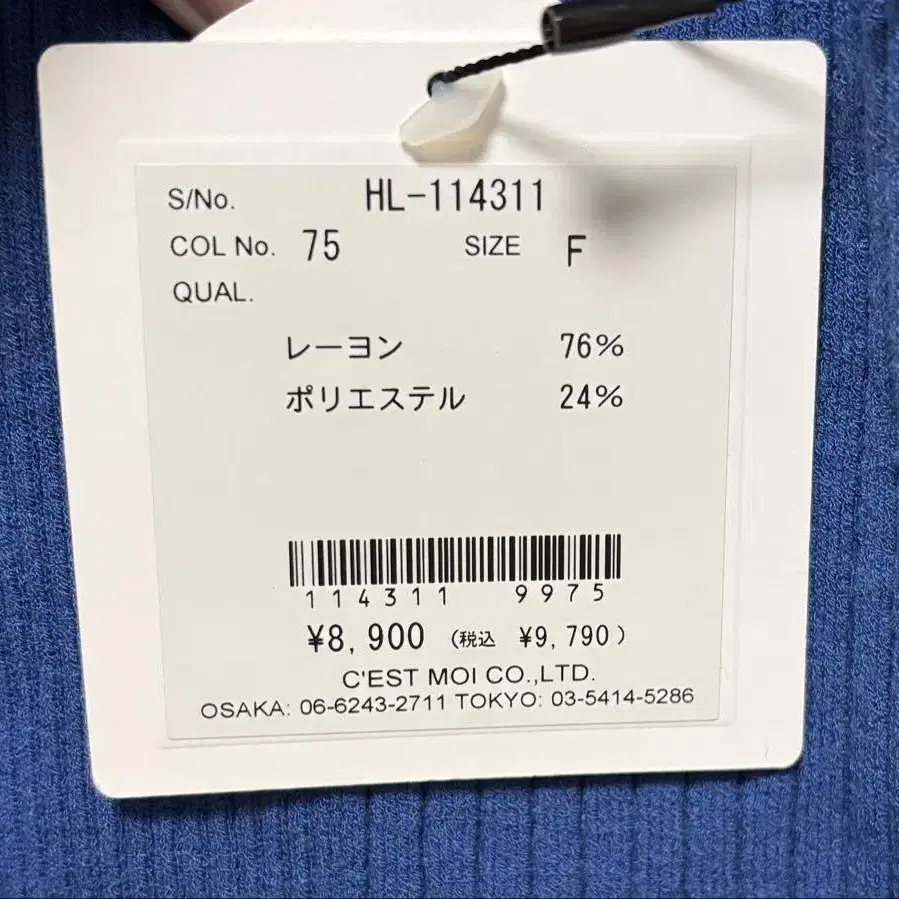 S/No. HL-114311
COL No. 75 SIZE F
QUAL.
レーヨン 76%
ポリエステル 24%
114311 9975
¥8,900 (税込 ¥9,790)
C'EST MOI CO.,LTD.
OSAKA: 06-6243-2711 TOKYO: 03-5414-5286